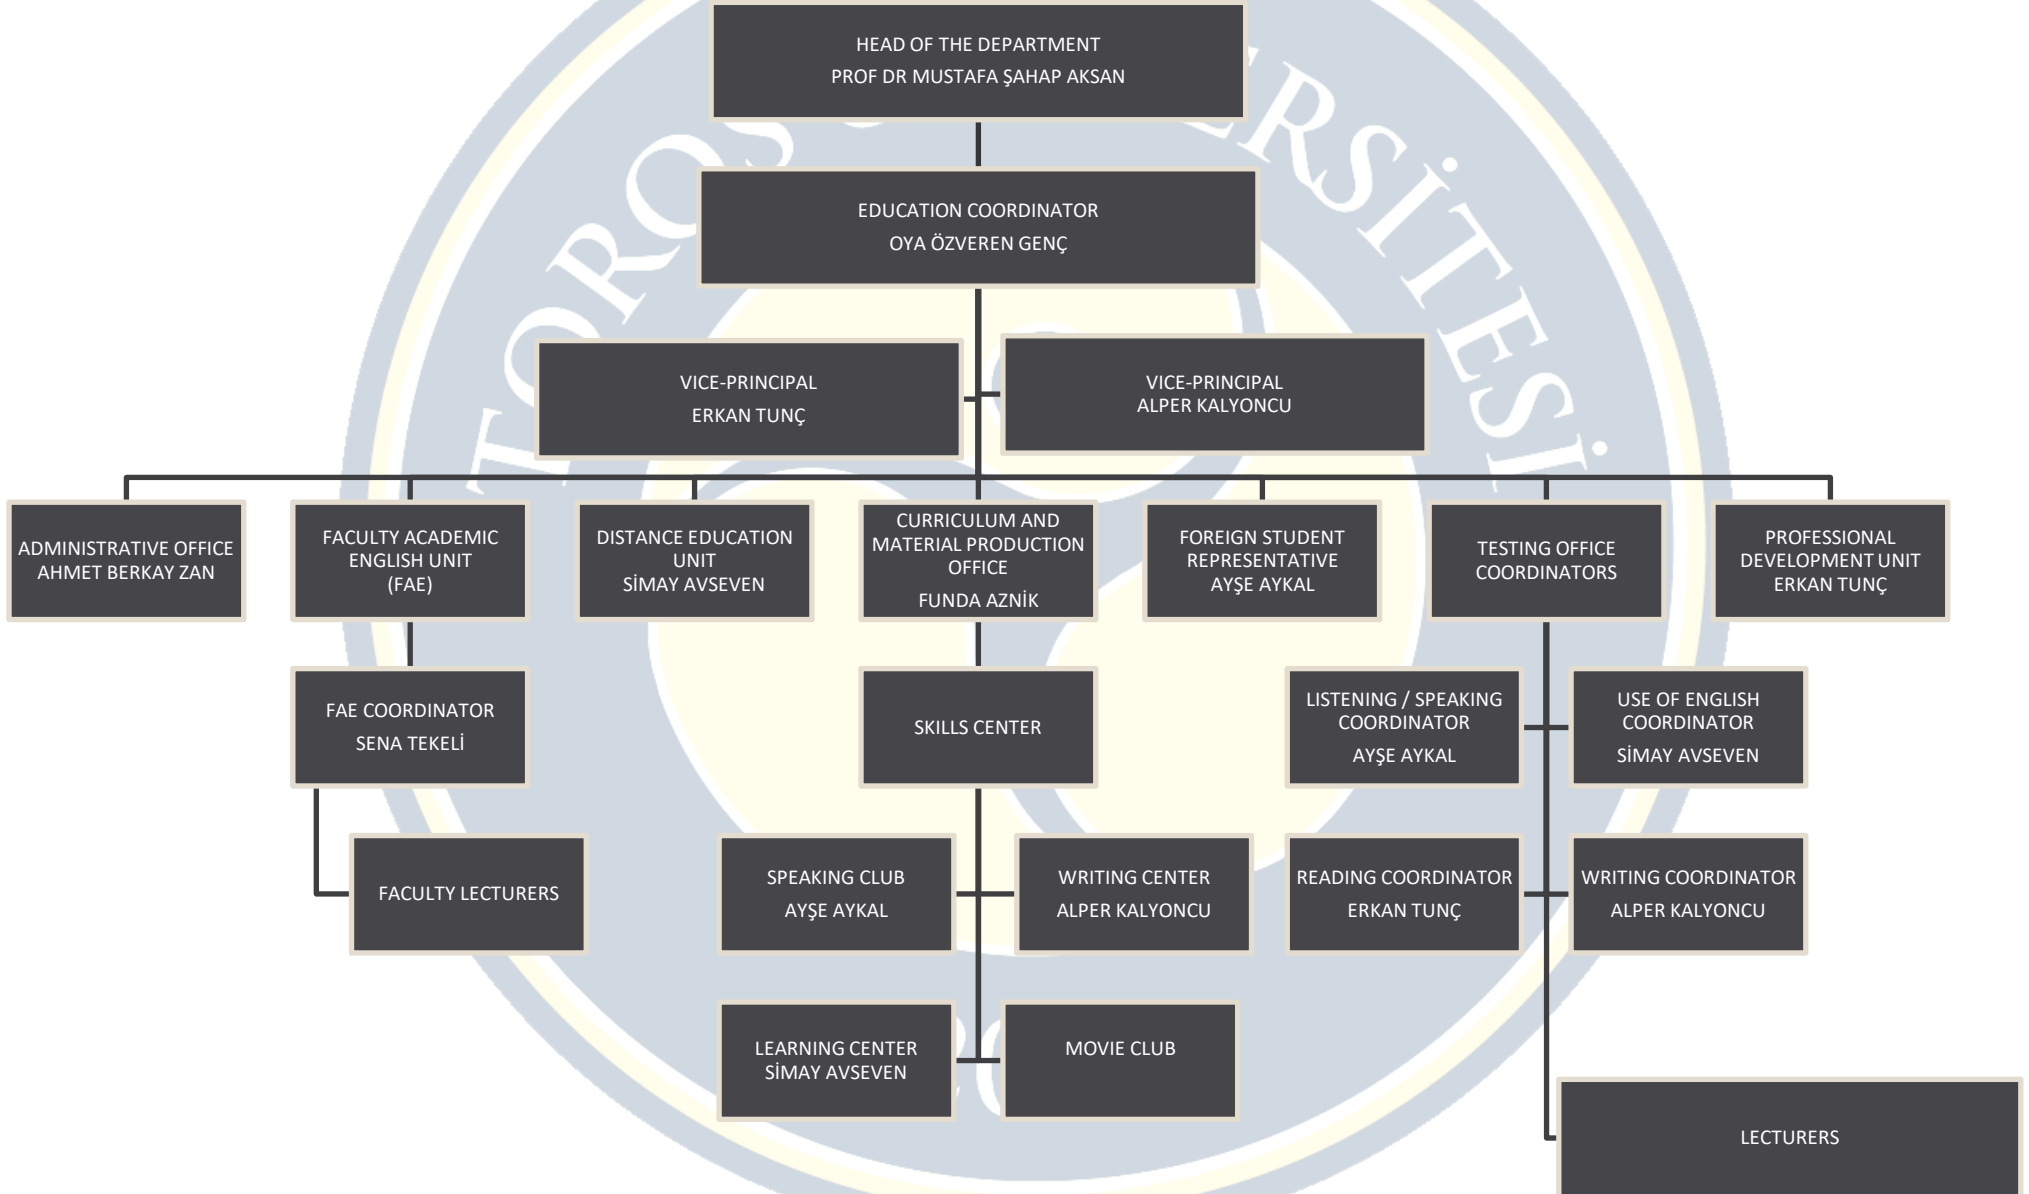 HEAD OF THE DEPARTMENT
PROF DR MUSTAFA ŞAHAP AKSAN
TOROS ÜNİVERSİTESİ
EDUCATION COORDINATOR
OYA ÖZVEREN GENÇ
VICE-PRINCIPAL
ERKAN TUNÇ
VICE-PRINCIPAL
ALPER KALYONCU
ADMINISTRATIVE OFFICE
AHMET BERKAY ZAN
FACULTY ACADEMIC
ENGLISH UNIT
(FAE)
DISTANCE EDUCATION
UNIT
SİMAY AVSEVEN
CURRICULUM AND
MATERIAL PRODUCTION
OFFICE
FUNDA AZNİK
FOREIGN STUDENT
REPRESENTATIVE
AYŞE AYKAL
TESTING OFFICE
COORDINATORS
PROFESSIONAL
DEVELOPMENT UNIT
ERKAN TUNÇ
FAE COORDINATOR
SENA TEKELİ
SKILLS CENTER
LISTENING / SPEAKING
COORDINATOR
AYŞE AYKAL
USE OF ENGLISH
COORDINATOR
SİMAY AVSEVEN
FACULTY LECTURERS
SPEAKING CLUB
AYŞE AYKAL
WRITING CENTER
ALPER KALYONCU
READING COORDINATOR
ERKAN TUNÇ
WRITING COORDINATOR
ALPER KALYONCU
LEARNING CENTER
SİMAY AVSEVEN
MOVIE CLUB
LECTURERS